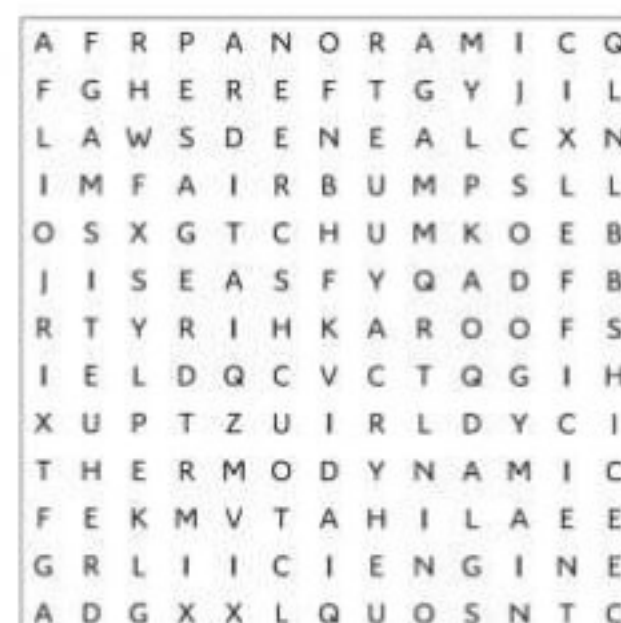 A F R P A N O R A M I C Q
F G H E R E F T G Y J I L
L A W S D E N E A L C X N
I M F A I R B U M P S L L
O S X G T C H U M K O E B
J I S E A S F Y Q A D F B
R T Y R I H K A R O O F S
I E L D Q C V C T Q G I H
X U P T Z U I R L D Y C I
T H E R M O D Y N A M I C
F E K M V T A H I L A E E
G R L I I C I E N G I N E
A D G X X L Q U O S N T C